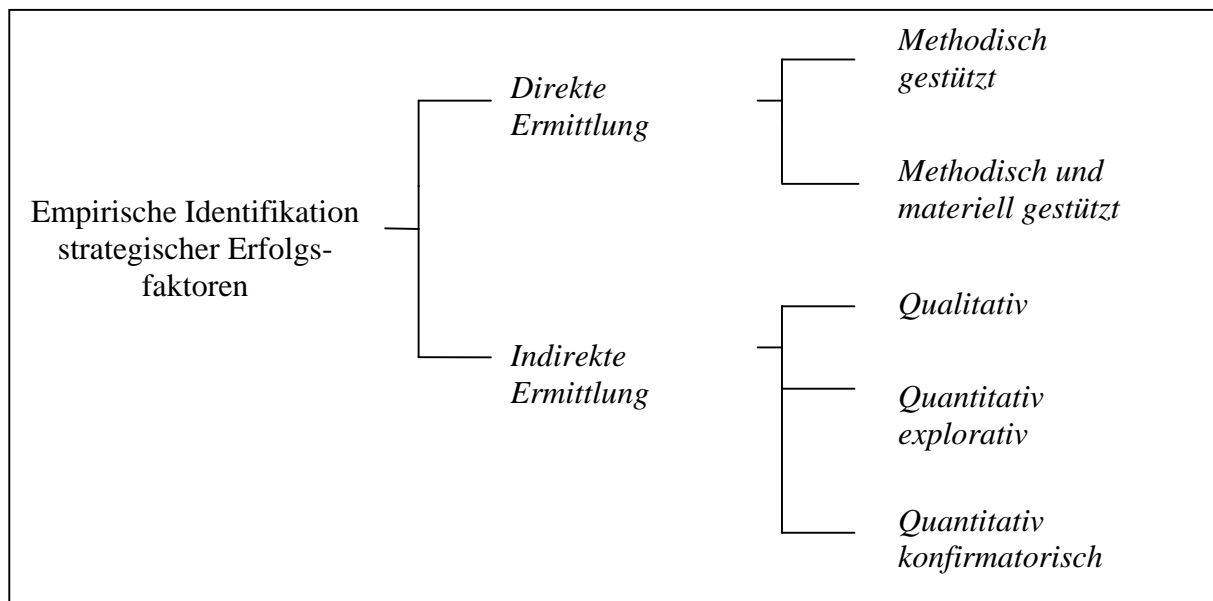 Empirische Identifikation
strategischer Erfolgs-
faktoren
Direkte
Ermittlung
Methodisch
gestützt
Methodisch und
materiell gestützt
Indirekte
Ermittlung
Qualitativ
Quantitativ
explorativ
Quantitativ
konfirmatorisch